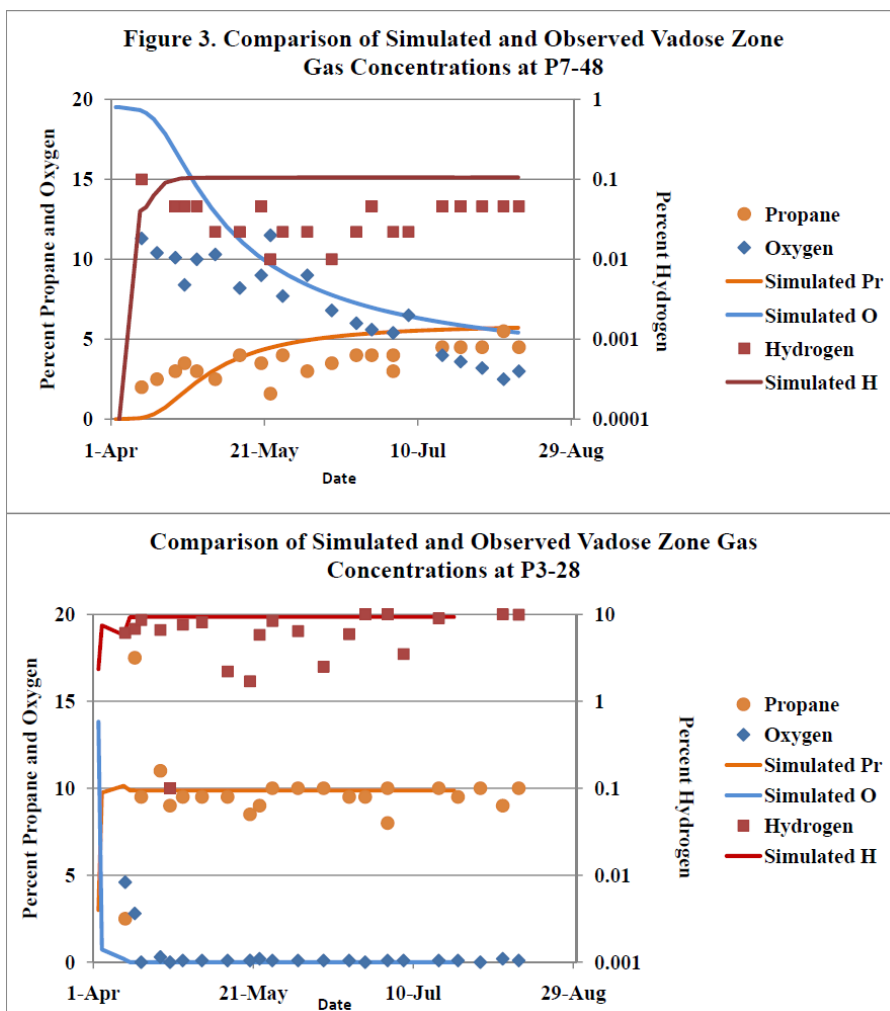 Figure 3. Comparison of Simulated and Observed Vadose Zone
Gas Concentrations at P7-48
Percent Propane and Oxygen
20
15
10
5
0
1
0.1
0.01
0.001
0.0001
Percent Hydrogen
1-Apr
21-May
10-Jul
29-Aug
Date
Propane
Oxygen
Simulated Pr
Simulated O
Hydrogen
Simulated H
Comparison of Simulated and Observed Vadose Zone Gas
Concentrations at P3-28
Percent Propane and Oxygen
20
15
10
5
0
10
1
0.1
0.01
0.001
Percent Hydrogen
1-Apr
21-May
10-Jul
29-Aug
Date
Propane
Oxygen
Simulated Pr
Simulated O
Hydrogen
Simulated H